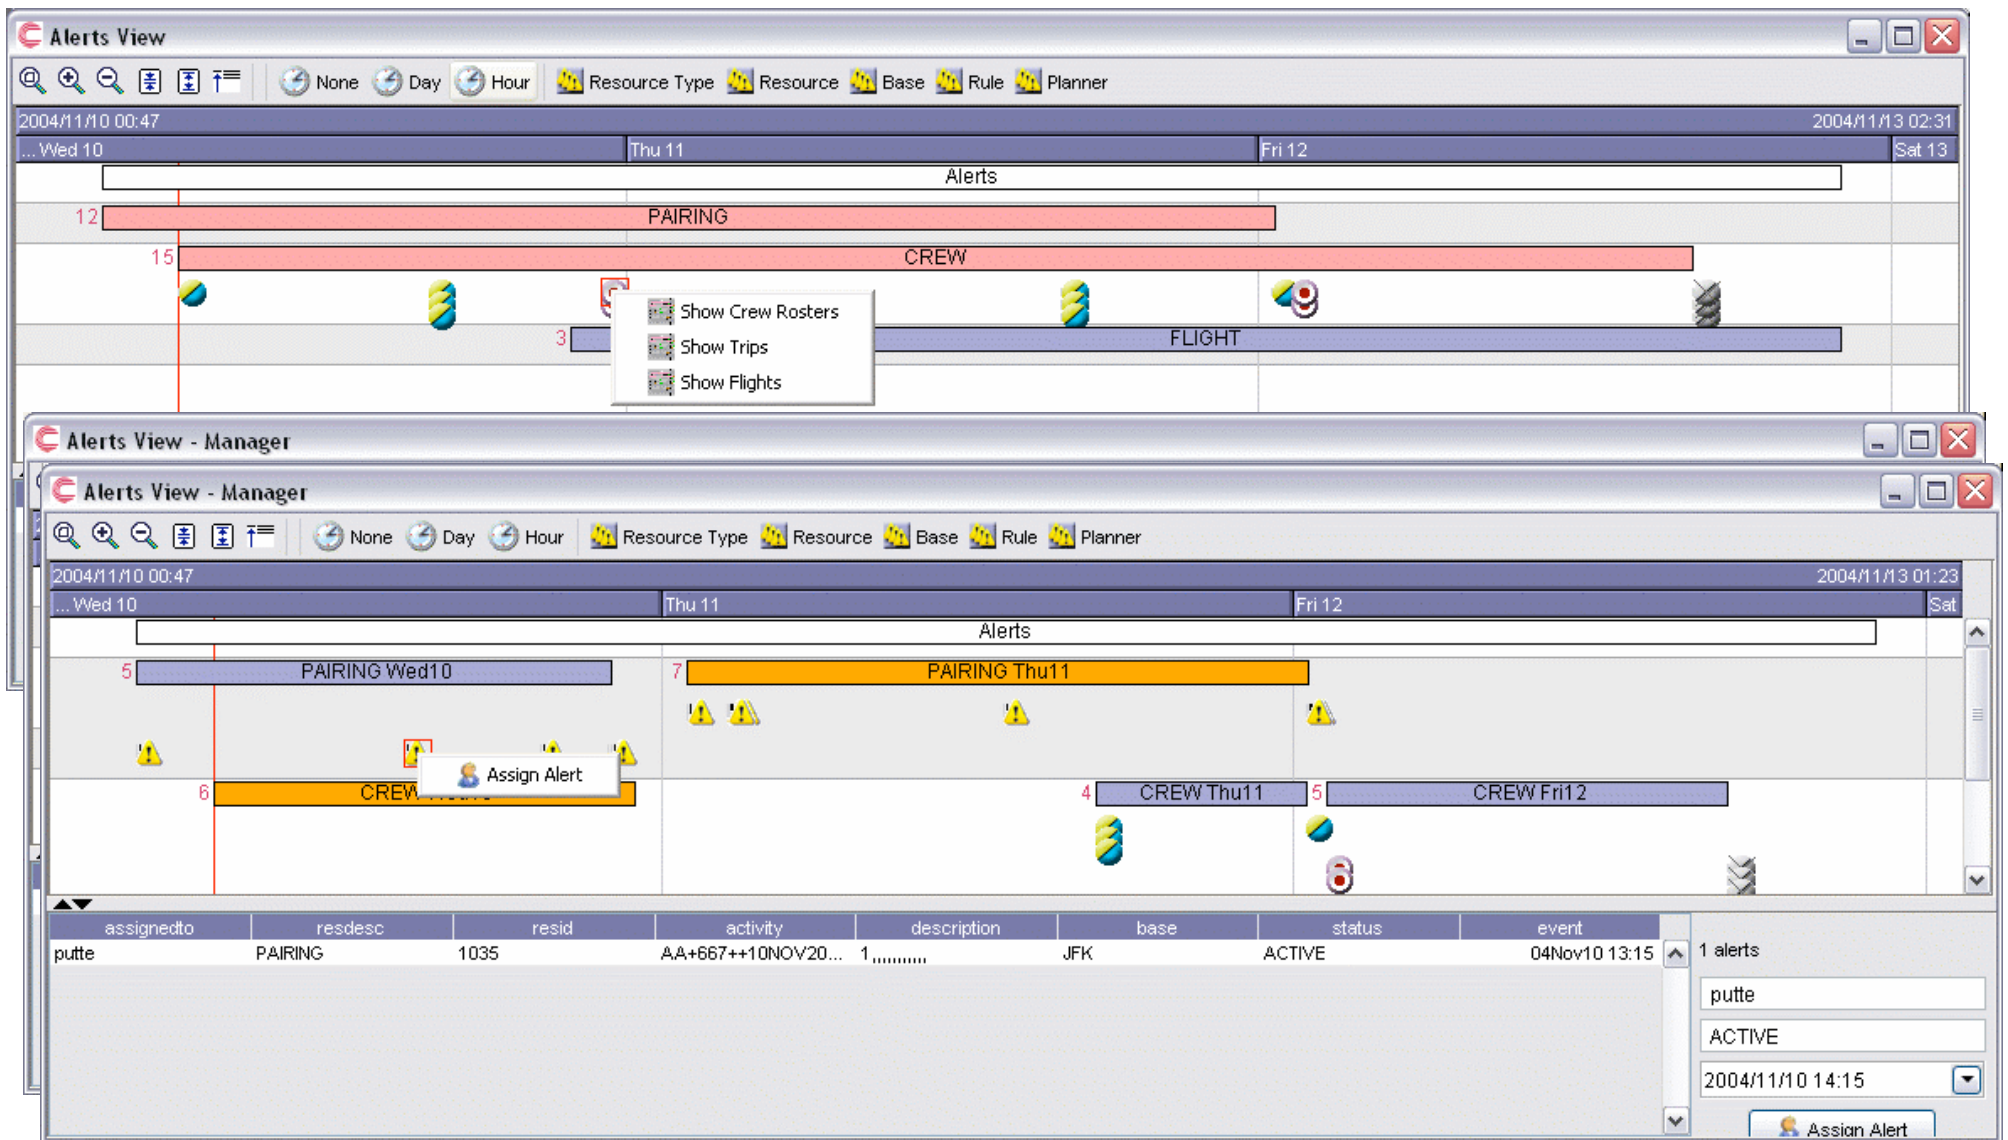 Alerts View
None Day Hour Resource Type Resource Base Rule Planner
2004/11/10 00:47 2004/11/13 02:31
... Wed 10 Thu 11 Fri 12 Sat 13
Alerts
12 PAIRING
15 CREW
Show Crew Rosters
3 FLIGHT
Show Trips
Show Flights
Alerts View - Manager
Alerts View - Manager
None Day Hour Resource Type Resource Base Rule Planner
2004/11/10 00:47 2004/11/13 01:23
... Wed 10 Thu 11 Fri 12 Sat
Alerts
5 PAIRING Wed10 7 PAIRING Thu11
Assign Alert
6 CREW 4 CREW Thu11 5 CREW Fri12
assignedto resdesc resid activity description base status event
putte PAIRING 1035 AA+667++10NOV20... 1,,,,,,,,,,, JFK ACTIVE 04Nov10 13:15
1 alerts
putte
ACTIVE
2004/11/10 14:15
Assign Alert